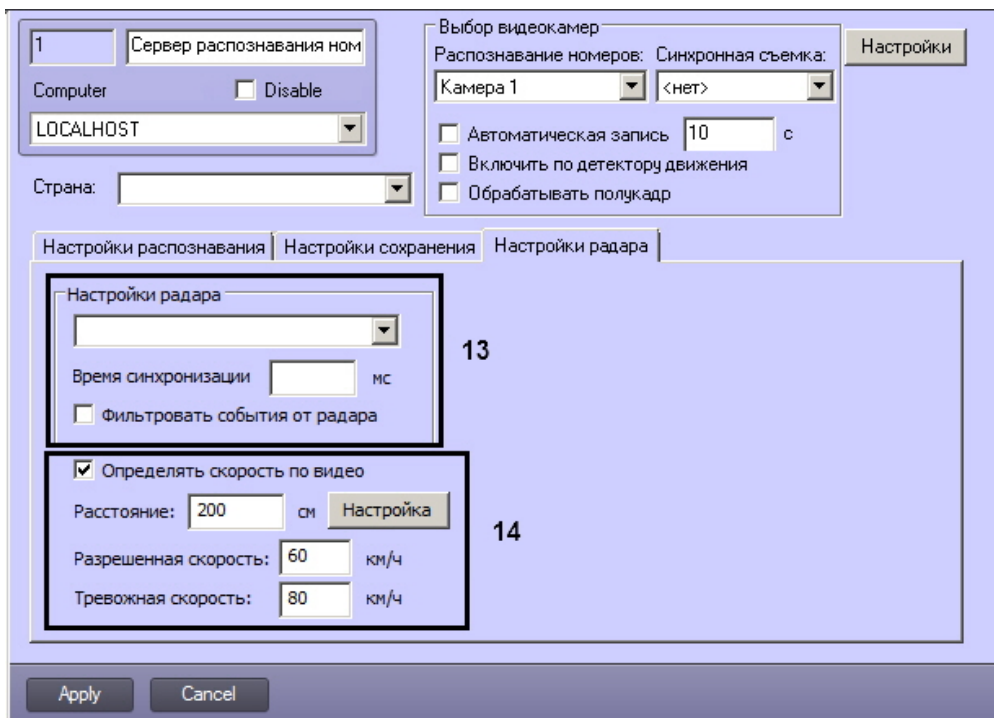 1
Сервер распознавания ном
Computer
Disable
LOCALHOST
Страна:
Выбор видеокамер
Распознавание номеров: Синхронная съемка:
Камера 1 <нет>
Автоматическая запись 10 с
Включить по детектору движения
Обрабатывать полукадр
Настройки
Настройки распознавания Настройки сохранения Настройки радара
Настройки радара
Время синхронизации мс
Фильтровать события от радара
13
Определять скорость по видео
Расстояние: 200 см Настройка
Разрешенная скорость: 60 км/ч
Тревожная скорость: 80 км/ч
14
Apply Cancel